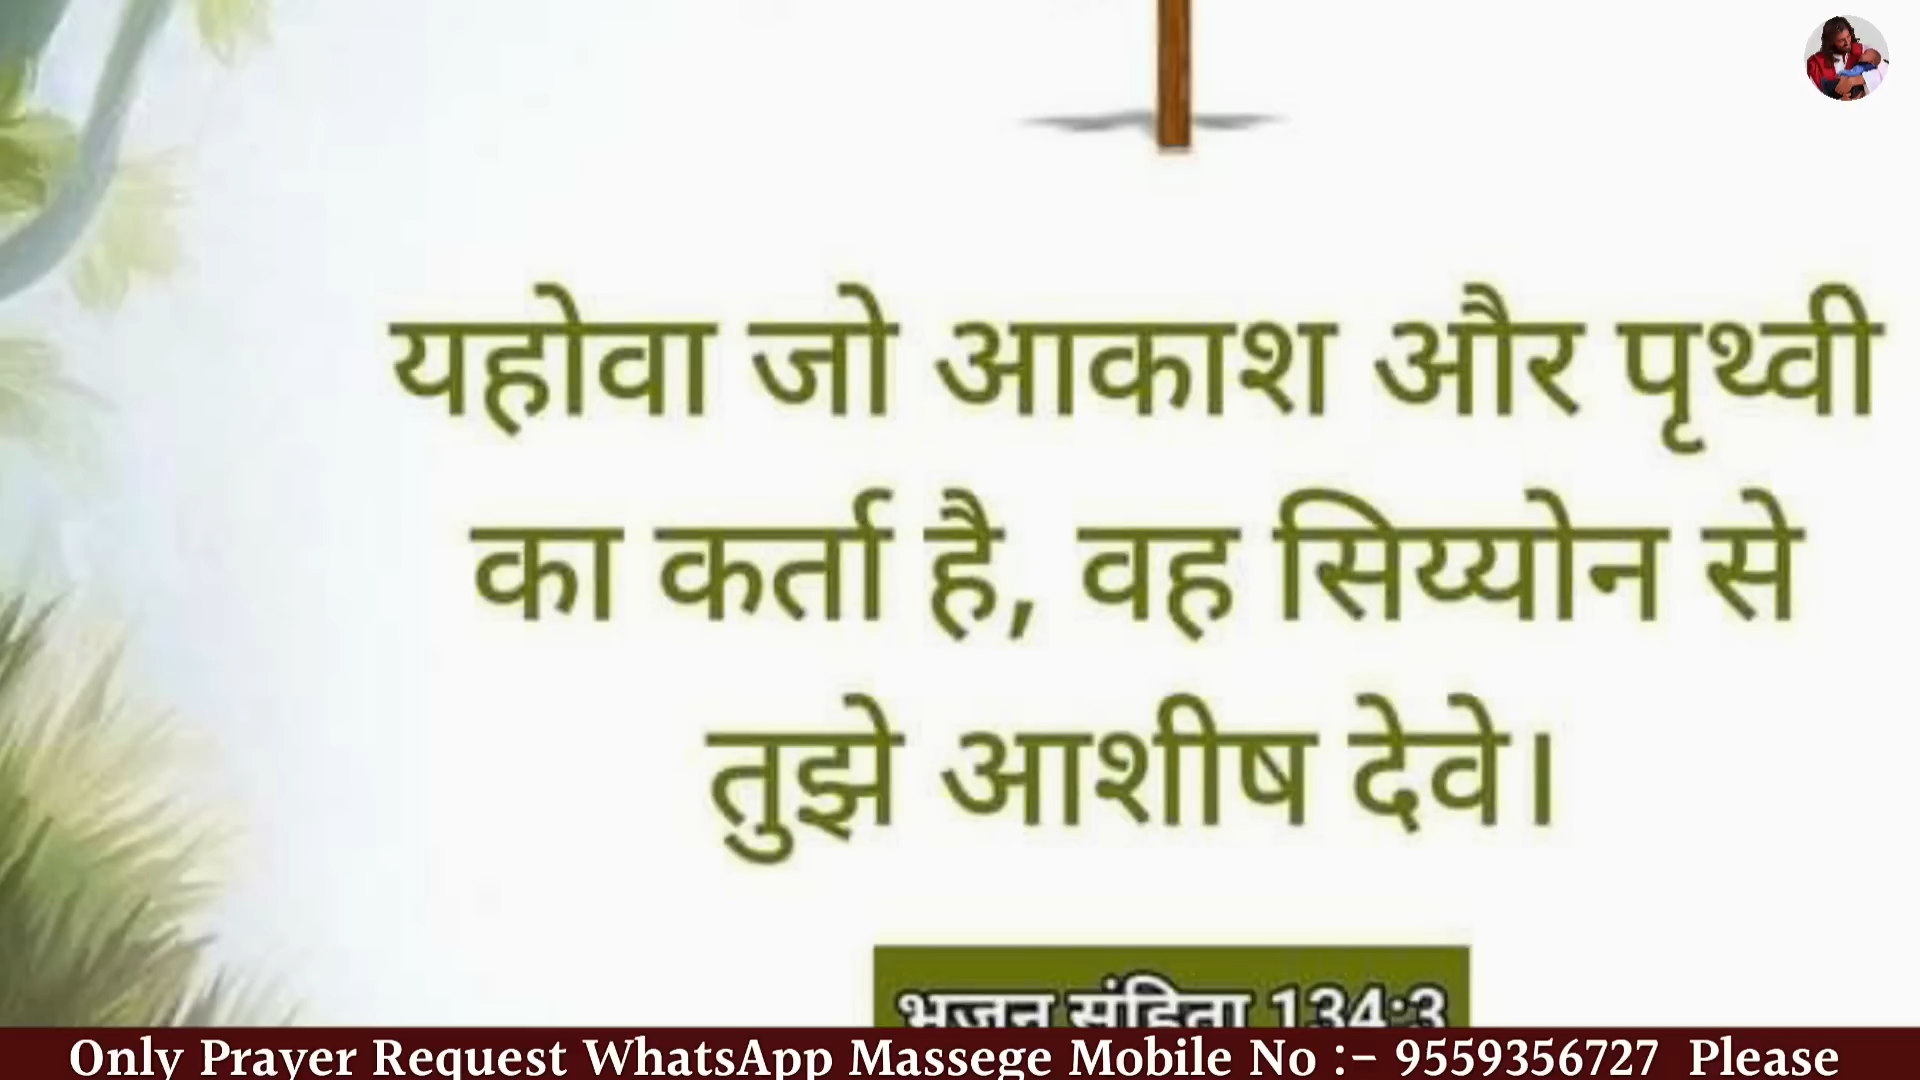 यहोवा जो आकाश और पृथ्वी
का कर्ता है, वह सिय्योन से
तुझे आशीष देवे।
भजन संहिता 134:3
Only Prayer Request WhatsApp Massege Mobile No :- 9559356727 Please